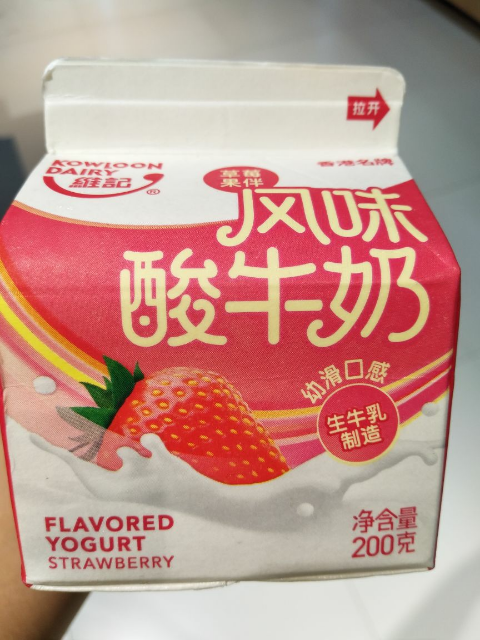 拉开
KOWLOON
DAIRY
維記
®
香港名牌
草莓
果伴
风味
酸牛奶
幼滑口感
生牛乳
制造
FLAVORED
YOGURT
STRAWBERRY
净含量
200克